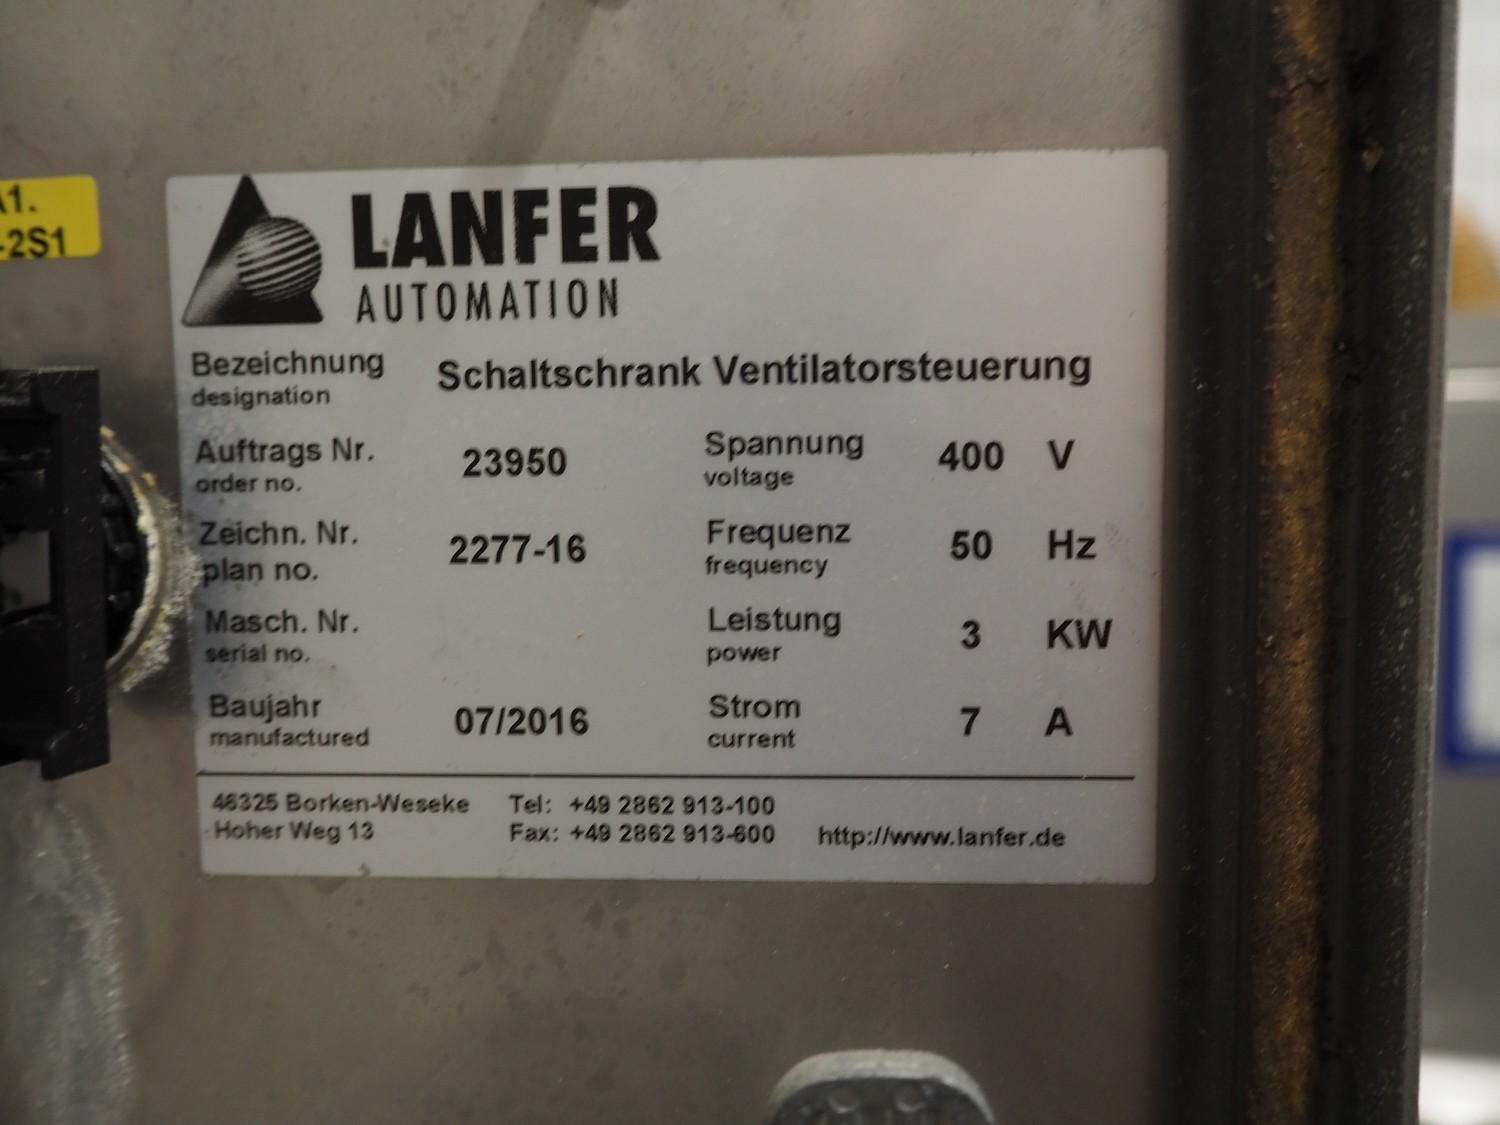 A1.
-2S1
LANFER
AUTOMATION
Bezeichnung
designation
Schaltschrank Ventilatorsteuerung
Auftrags Nr.
order no.
23950
Spannung
voltage
400 V
Zeichn. Nr.
plan no.
2277-16
Frequenz
frequency
50 Hz
Masch. Nr.
serial no.
Leistung
power
3 KW
Baujahr
manufactured
07/2016
Strom
current
7 A
46325 Borken-Weseke Tel: +49 2862 913-100
Hoher Weg 13 Fax: +49 2862 913-600 http://www.lanfer.de